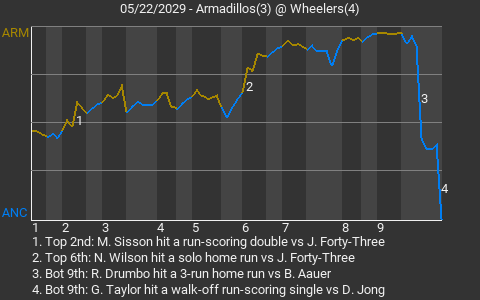 05/22/2029 - Armadillos(3) @ Wheelers(4)
ARM
1
2
3
4
ANC
1 2 3 4 5 6 7 8 9
1. Top 2nd: M. Sisson hit a run-scoring double vs J. Forty-Three
2. Top 6th: N. Wilson hit a solo home run vs J. Forty-Three
3. Bot 9th: R. Drumbo hit a 3-run home run vs B. Aauer
4. Bot 9th: G. Taylor hit a walk-off run-scoring single vs D. Jong